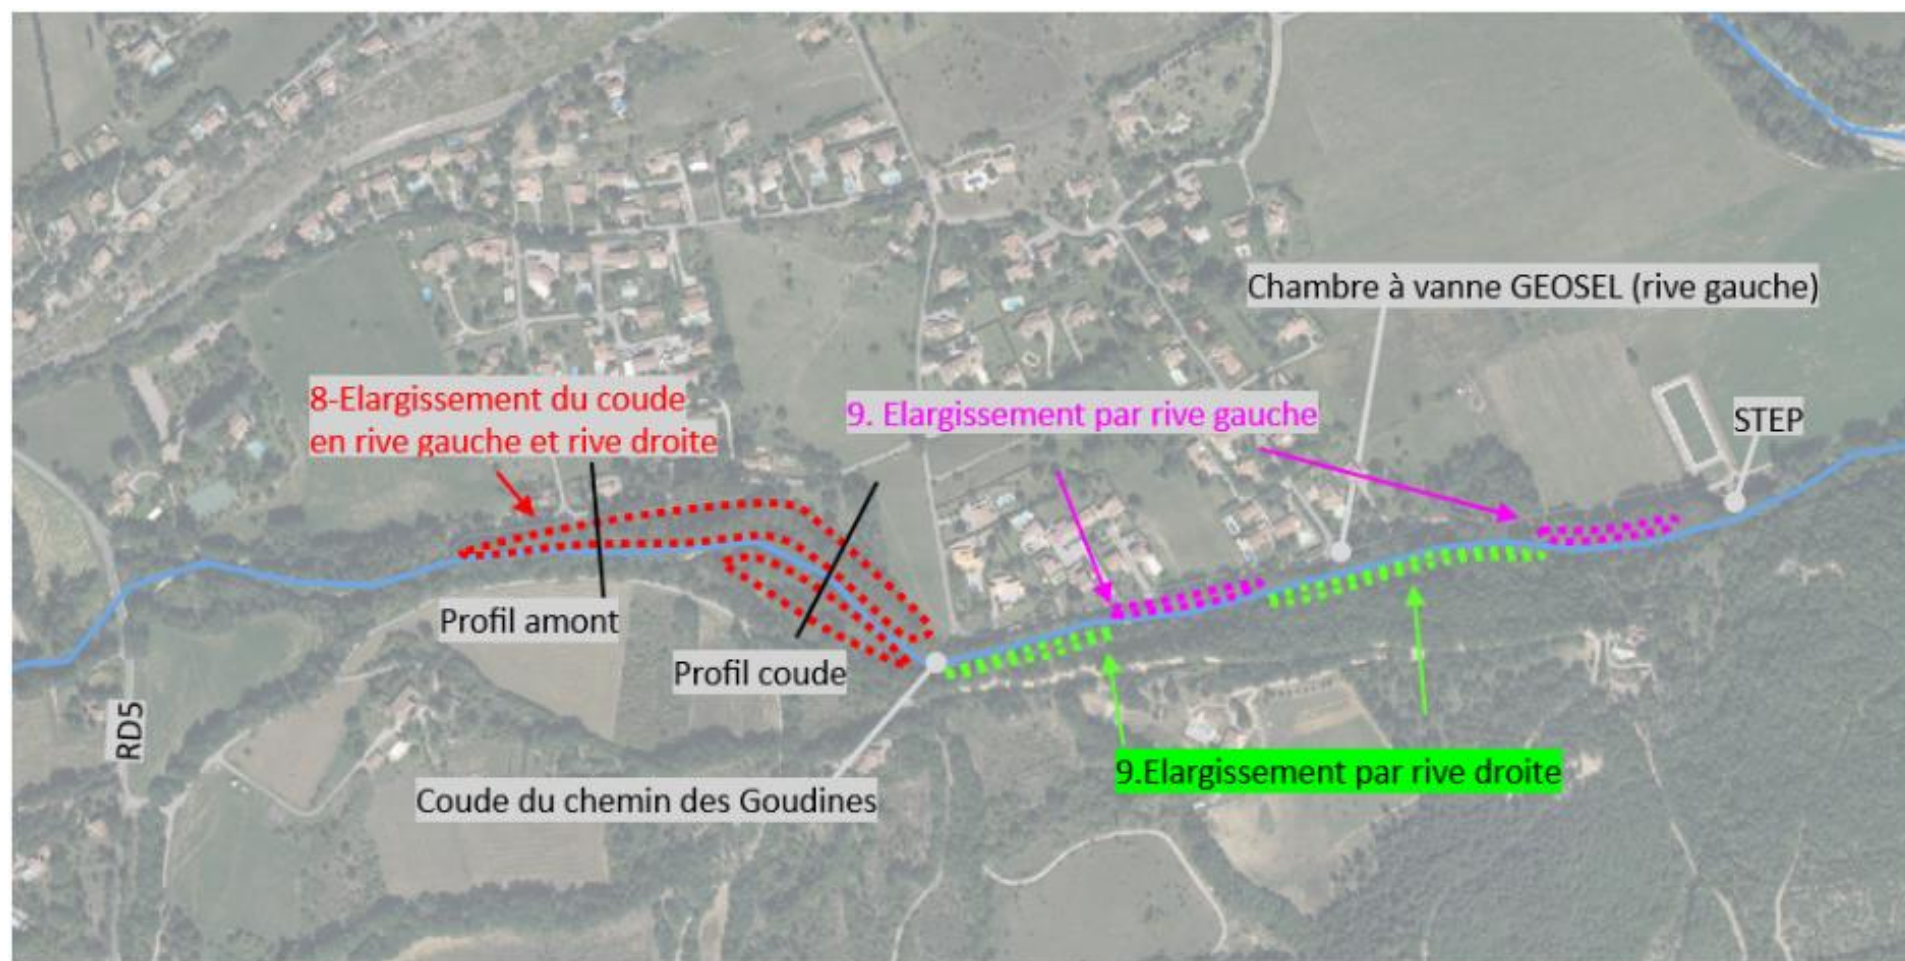 Chambre à vanne GEOSEL (rive gauche)
8-Elargissement du coude
en rive gauche et rive droite
9. Elargissement par rive gauche
STEP
Profil amont
Profil coude
RD5
9.Elargissement par rive droite
Coude du chemin des Goudines